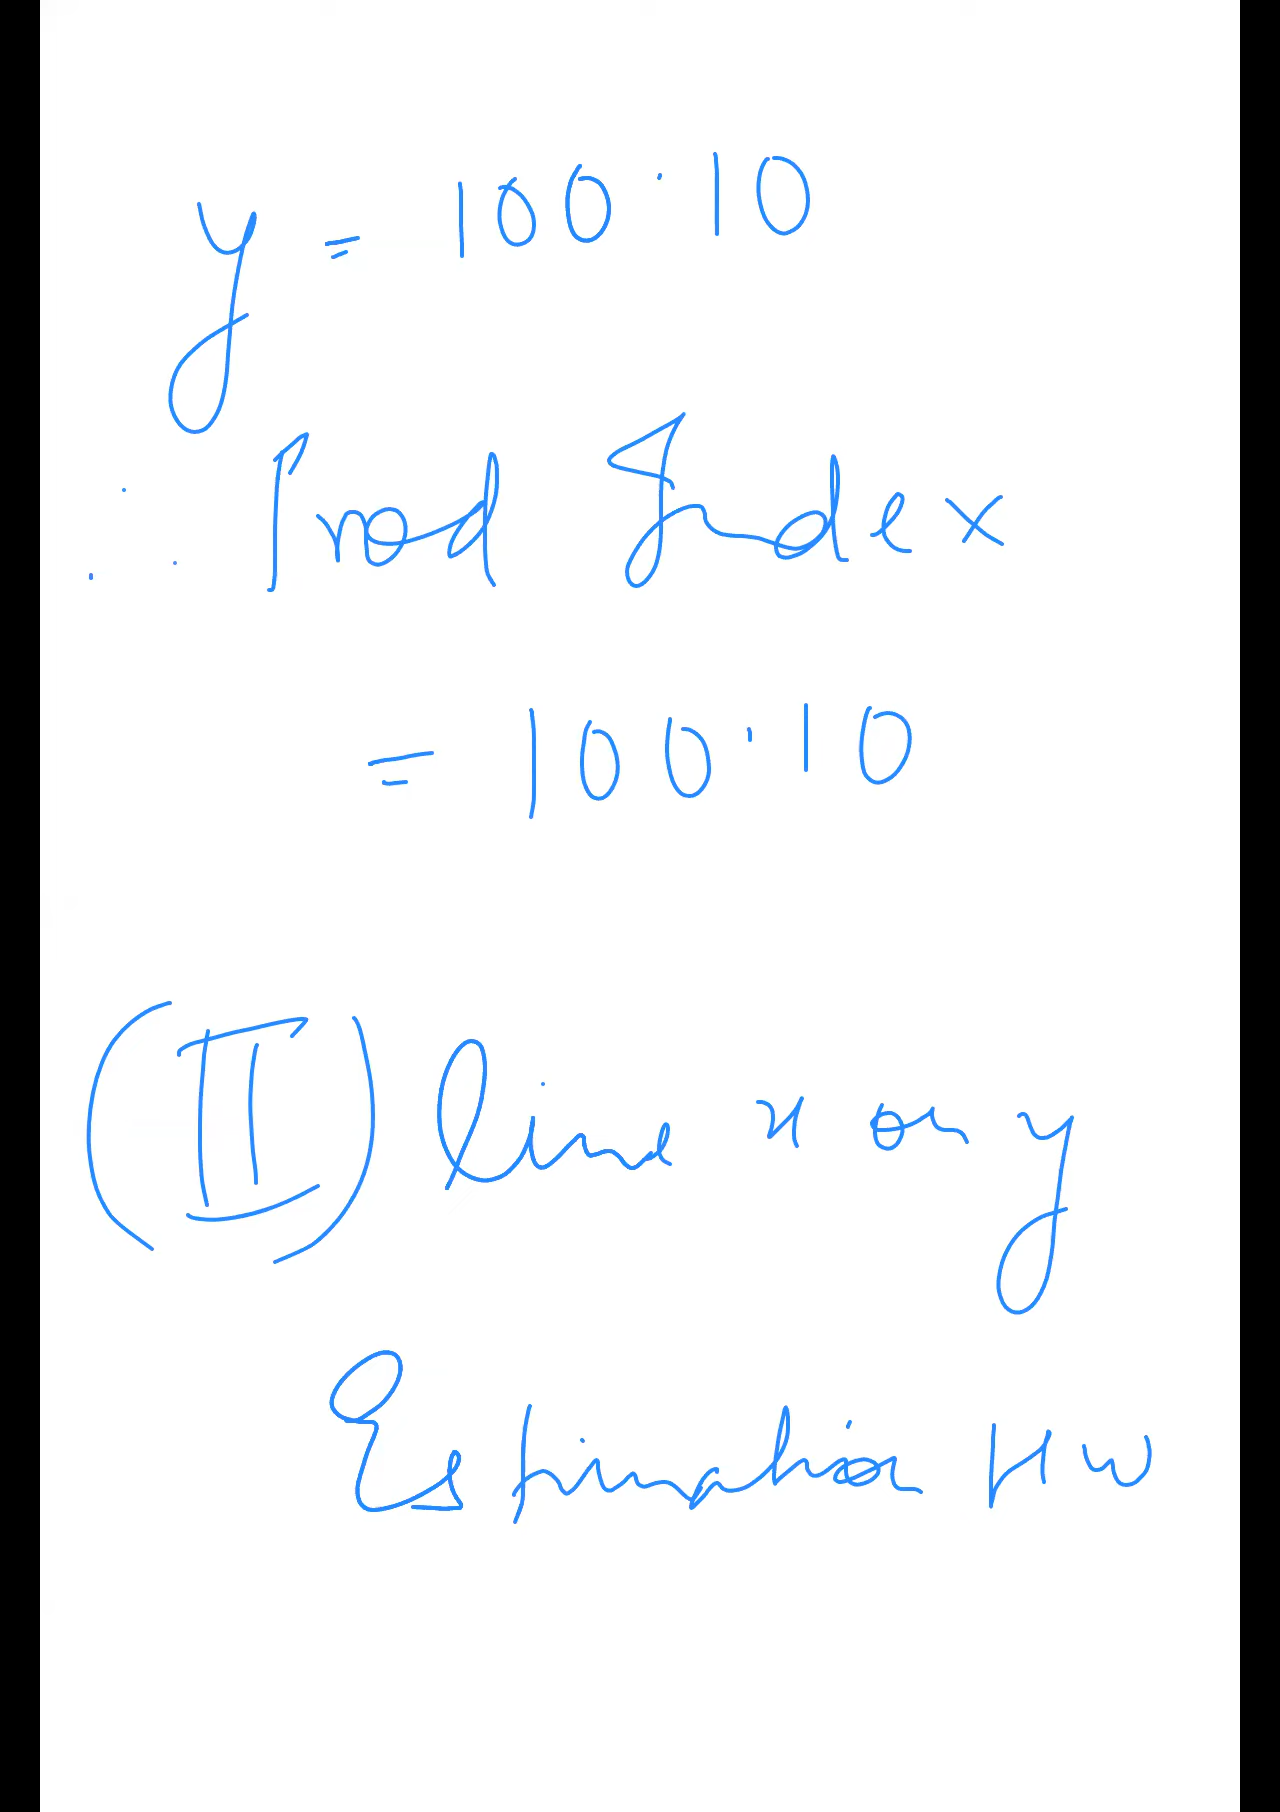 y = 100.10
∴ Prod Index
= 100.10
(II) line x on y
Estimation HW